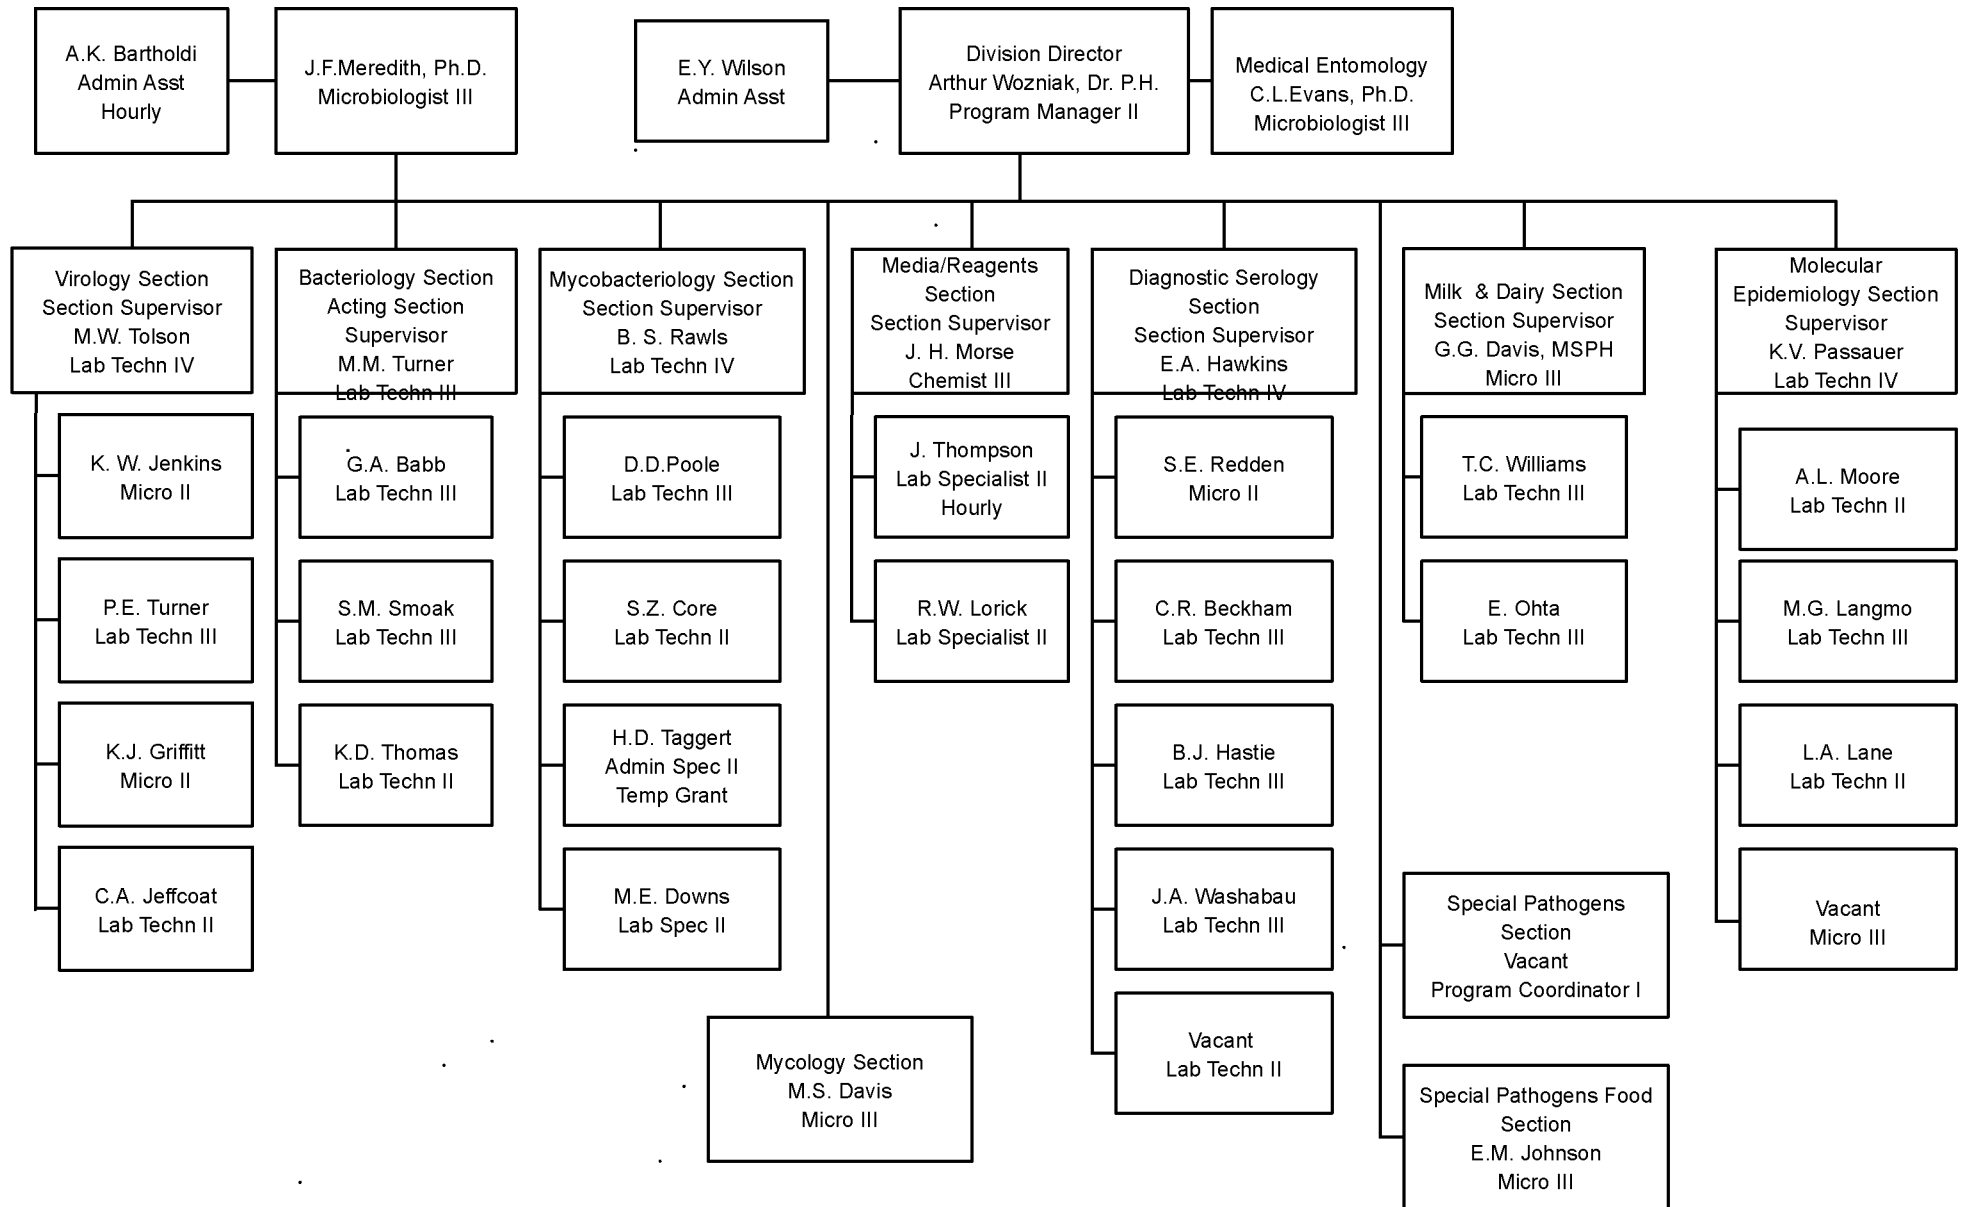 A.K. Bartholdi
Admin Asst
Hourly
J.F.Meredith, Ph.D.
Microbiologist III
E.Y. Wilson
Admin Asst
Division Director
Arthur Wozniak, Dr. P.H.
Program Manager II
Medical Entomology
C.L.Evans, Ph.D.
Microbiologist III
Virology Section
Section Supervisor
M.W. Tolson
Lab Techn IV
Bacteriology Section
Acting Section
Supervisor
M.M. Turner
Lab Techn III
Mycobacteriology Section
Section Supervisor
B. S. Rawls
Lab Techn IV
Media/Reagents
Section
Section Supervisor
J. H. Morse
Chemist III
Diagnostic Serology
Section
Section Supervisor
E.A. Hawkins
Lab Techn IV
Milk & Dairy Section
Section Supervisor
G.G. Davis, MSPH
Micro III
Molecular
Epidemiology Section
Supervisor
K.V. Passauer
Lab Techn IV
K. W. Jenkins
Micro II
P.E. Turner
Lab Techn III
K.J. Griffitt
Micro II
C.A. Jeffcoat
Lab Techn II
G.A. Babb
Lab Techn III
S.M. Smoak
Lab Techn III
K.D. Thomas
Lab Techn II
D.D.Poole
Lab Techn III
S.Z. Core
Lab Techn II
H.D. Taggert
Admin Spec II
Temp Grant
M.E. Downs
Lab Spec II
Mycology Section
M.S. Davis
Micro III
J. Thompson
Lab Specialist II
Hourly
R.W. Lorick
Lab Specialist II
S.E. Redden
Micro II
C.R. Beckham
Lab Techn III
B.J. Hastie
Lab Techn III
J.A. Washabau
Lab Techn III
Vacant
Lab Techn II
T.C. Williams
Lab Techn III
E. Ohta
Lab Techn III
Special Pathogens
Section
Vacant
Program Coordinator I
Special Pathogens Food
Section
E.M. Johnson
Micro III
A.L. Moore
Lab Techn II
M.G. Langmo
Lab Techn III
L.A. Lane
Lab Techn II
Vacant
Micro III